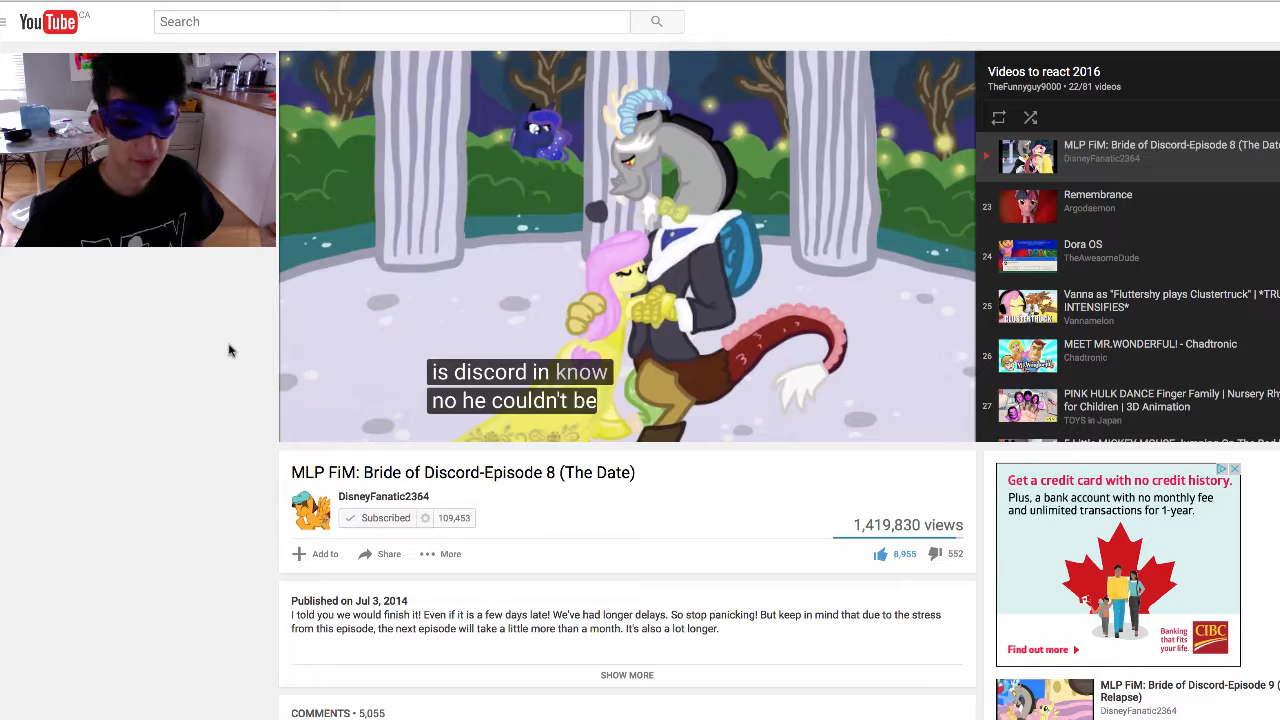 YouTube CA
Search
is discord in know
no he couldn't be
Videos to react 2016
TheFunnyguy9000 • 22/81 videos
MLP FiM: Bride of Discord-Episode 8 (The Date
DisneyFanatic2364
23
Remembrance
Argodaemon
24
Dora OS
TheAwesomeDude
25
Vanna as "Fluttershy plays Clustertruck" | *TRU
INTENSIFIES*
Vannamelon
CLUSTERTRUCK
26
MEET MR.WONDERFUL! - Chadtronic
Chadtronic
27
PINK HULK DANCE Finger Family | Nursery Rhy
for Children | 3D Animation
TOYS in Japan
MLP FiM: Bride of Discord-Episode 8 (The Date)
DisneyFanatic2364
Subscribed 109,453
1,419,830 views
Add to Share More
8,955 552
Published on Jul 3, 2014
I told you we would finish it! Even if it is a few days late! We've had longer delays. So stop panicking! But keep in mind that due to the stress
from this episode, the next episode will take a little more than a month. It's also a lot longer.
SHOW MORE
COMMENTS • 5,055
Get a credit card with no credit history.
Plus, a bank account with no monthly fee
and unlimited transactions for 1-year.
Find out more
Banking
that fits
your life.
CIBC
MLP FiM: Bride of Discord-Episode 9 (
Relapse)
DisneyFanatic2364